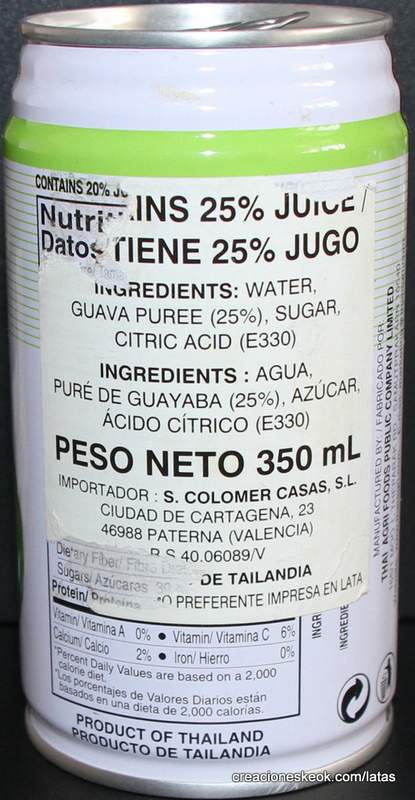 CONTAINS 20%
INS 25% JUICE /
Nutri
Datos
TIENE 25% JUGO
INGREDIENTS: WATER,
GUAVA PUREE (25%), SUGAR,
CITRIC ACID (E330)
INGREDIENTS : AGUA,
PURÉ DE GUAYABA (25%), AZÚCAR,
ÁCIDO CÍTRICO (E330)
PESO NETO 350 mL
IMPORTADOR : S. COLOMER CASAS, S.L.
CIUDAD DE CARTAGENA, 23
46988 PATERNA (VALENCIA)
R.S 40.06089/V
DE TAILANDIA
PREFERENTE IMPRESA EN LATA
Dietary Fiber/ Fibra
Sugars/ Azúcares 30
Protein/ Proteína
Vitamin/ Vitamina A 0% • Vitamin/ Vitamina C 6%
Calcium/ Calcio 2% • Iron/ Hierro 0%
*Percent Daily Values are based on a 2,000
calorie diet.
*Los porcentajes de Valores Diarios están
basados en una dieta de 2,000 calorías.
PRODUCT OF THAILAND
PRODUCTO DE TAILANDIA
MANUFACTURED BY / FABRICADO POR
THAI AGRI FOODS PUBLIC COMPANY LIMITED
INGR
INGREDIE
creacioneskeok.com/latas